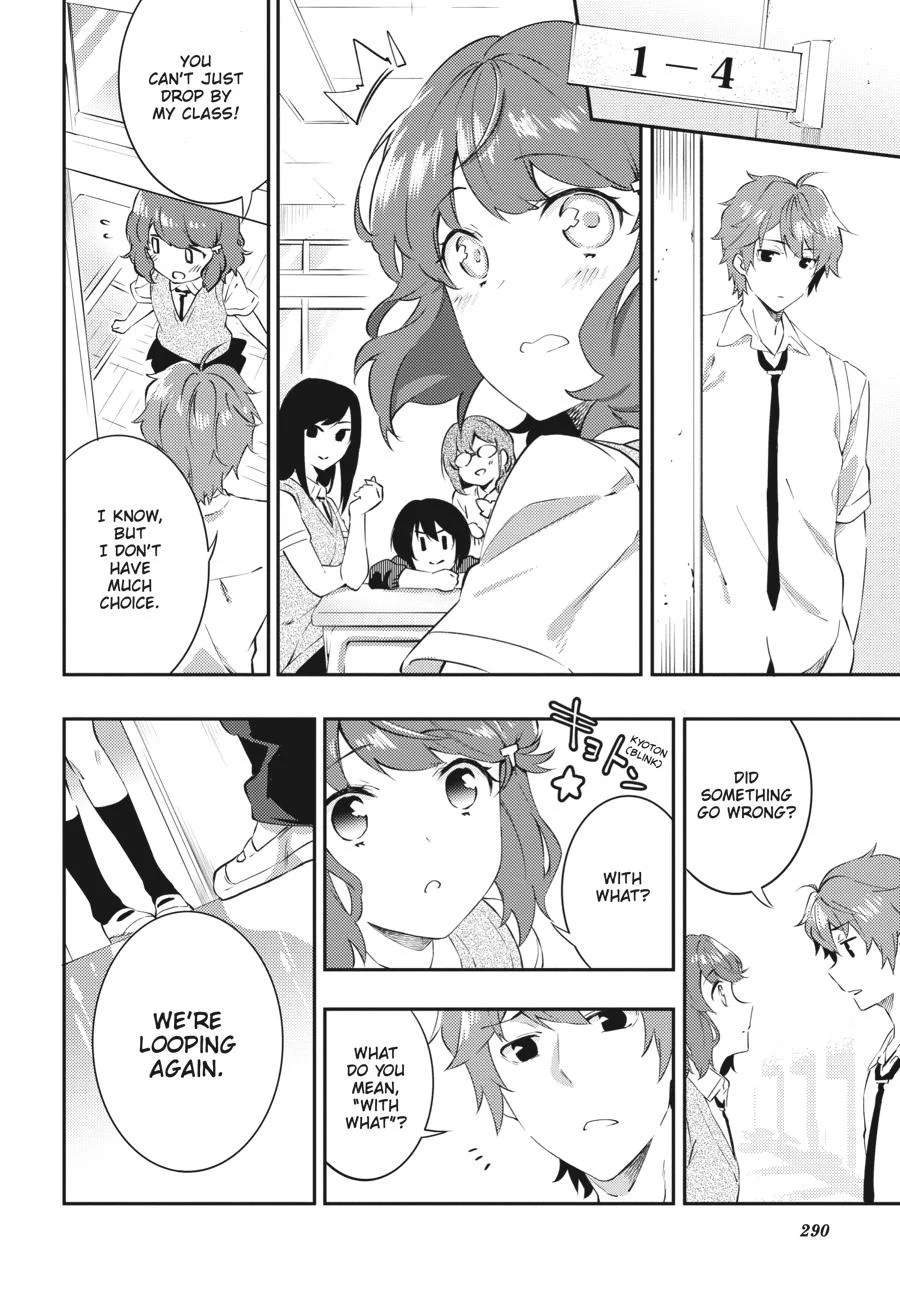 1-4
YOU
CAN'T JUST
DROP BY
MY CLASS!
I KNOW,
BUT
I DON'T
HAVE
MUCH
CHOICE.
DID
SOMETHING
GO WRONG?
キョトン
KYOTON
(BLINK)
WITH
WHAT?
WHAT
DO YOU
MEAN,
"WITH
WHAT"?
WE'RE
LOOPING
AGAIN.
290